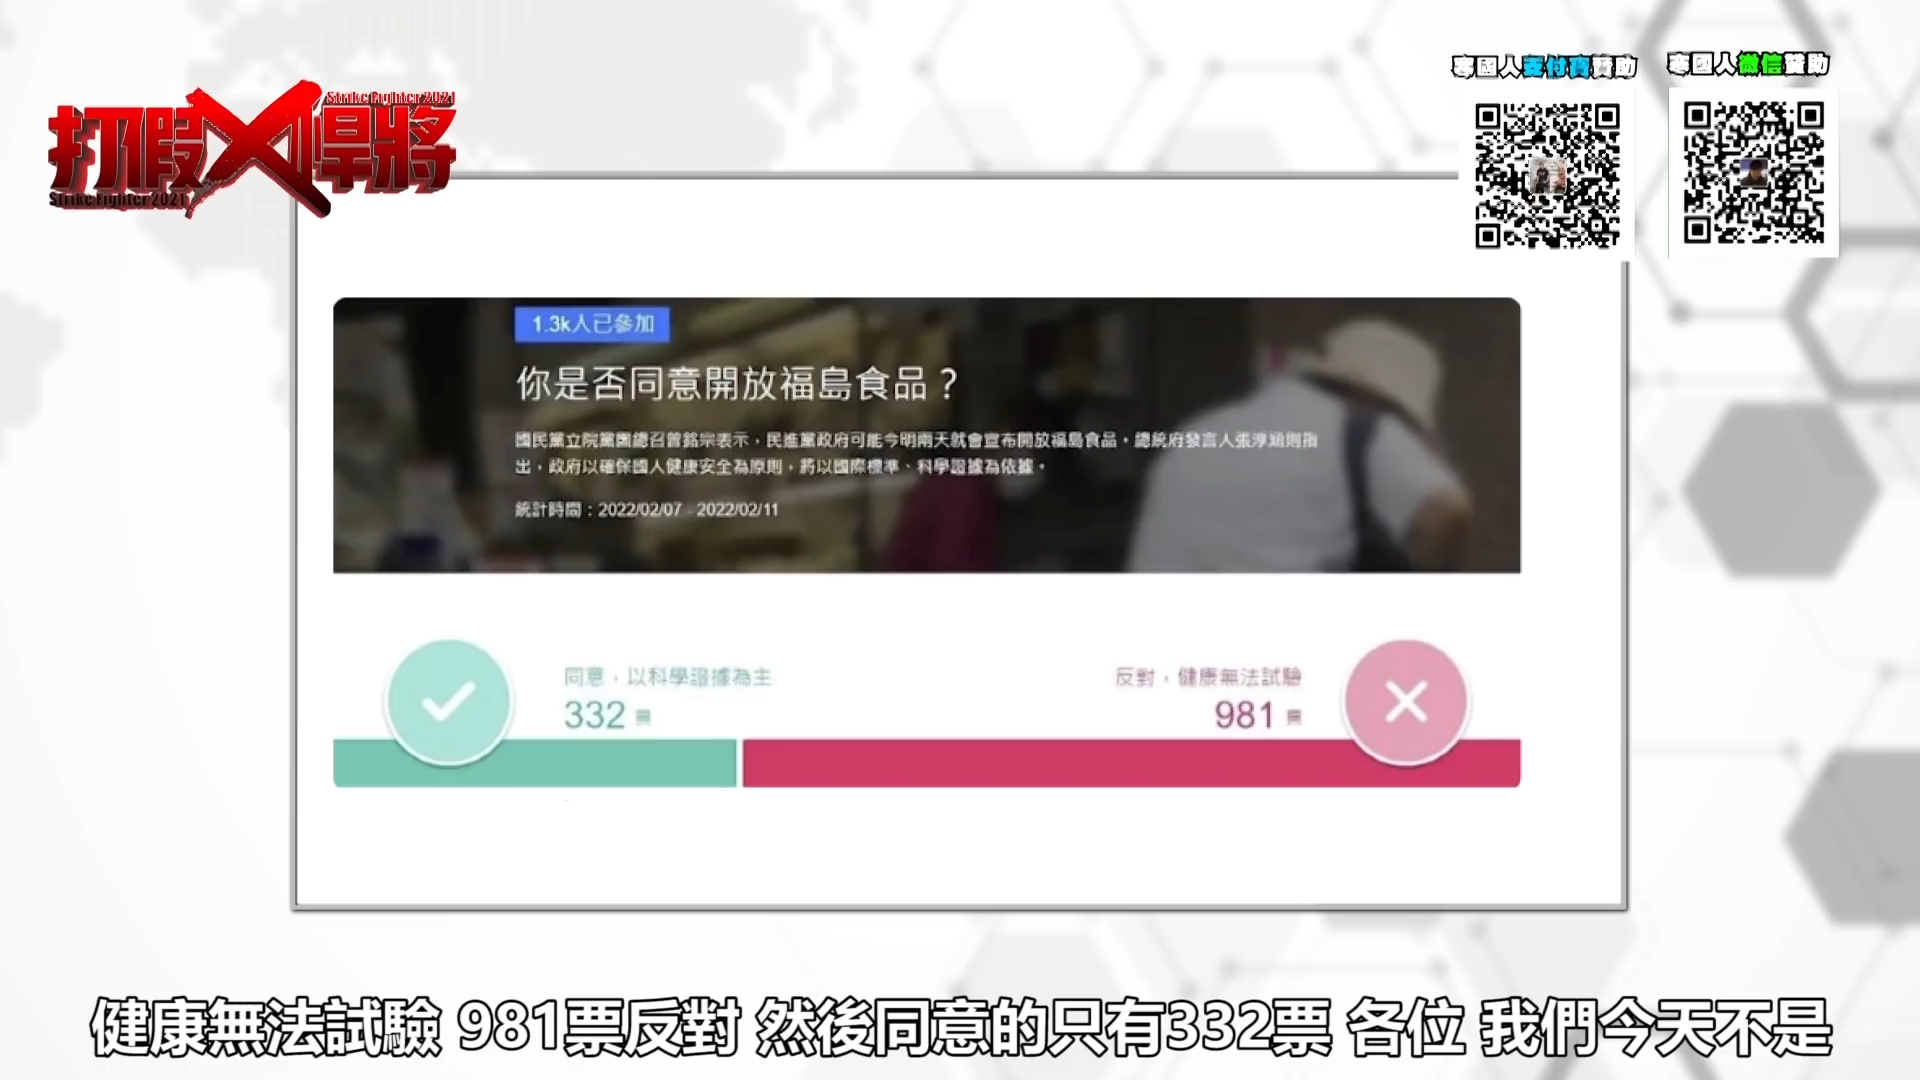 打假悍將
Strike Fighter 2021
Strike Fighter 2021
寒國人支付寶贊助
寒國人微信贊助
1.3k人已參加
你是否同意開放福島食品？
國民黨立院黨團總召曾銘宗表示，民進黨政府可能今明兩天就會宣布開放福島食品。總統府發言人張惇涵則指
出，政府以確保國人健康安全為原則，將以國際標準、科學證據為依據。
統計時間：2022/02/07 - 2022/02/11
同意，以科學證據為主
332 票
反對，健康無法試驗
981 票
健康無法試驗 981票反對 然後同意的只有332票 各位 我們今天不是